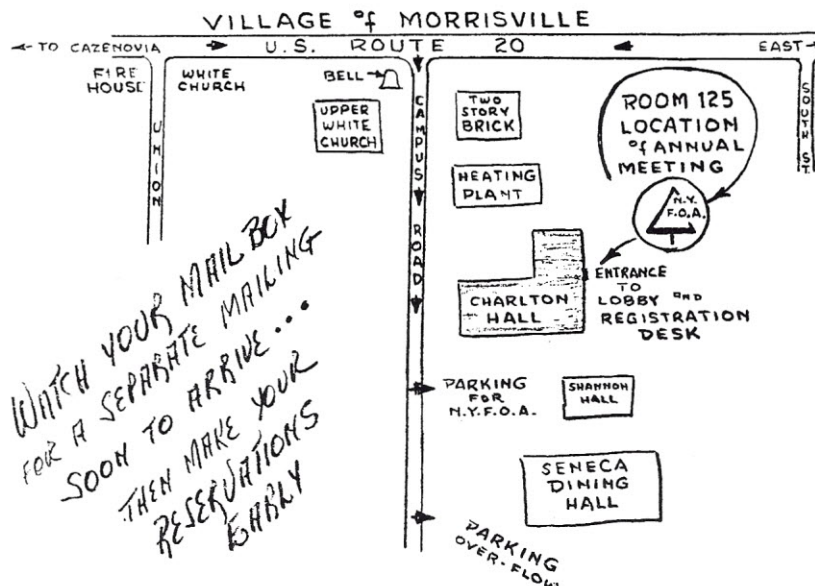 VILLAGE of MORRISVILLE
TO CAZENOVIA
U.S. ROUTE 20
EAST
FIRE
HOUSE
WHITE
CHURCH
BELL
UNION
UPPER
WHITE
CHURCH
CAMPUS ROAD
TWO
STORY
BRICK
HEATING
PLANT
ROOM 125
LOCATION
of ANNUAL
MEETING
SOUTH ST.
N.Y.
F.O.A.
ENTRANCE
TO
LOBBY AND
REGISTRATION
DESK
CHARLTON
HALL
WATCH YOUR MAIL BOX
FOR A SEPARATE MAILING
SOON TO ARRIVE...
THEN MAKE YOUR
RESERVATIONS
EARLY
PARKING
FOR
N.Y.F.O.A.
SHANNON
HALL
SENECA
DINING
HALL
PARKING
OVER-FLOW